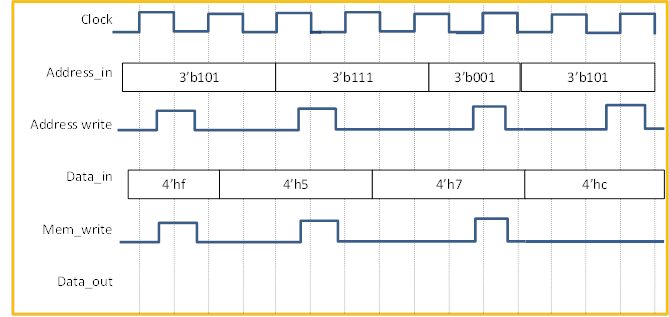 Clock
Address_in 3'b101 3'b111 3'b001 3'b101
Address write
Data_in 4'hf 4'h5 4'h7 4'hc
Mem_write
Data_out